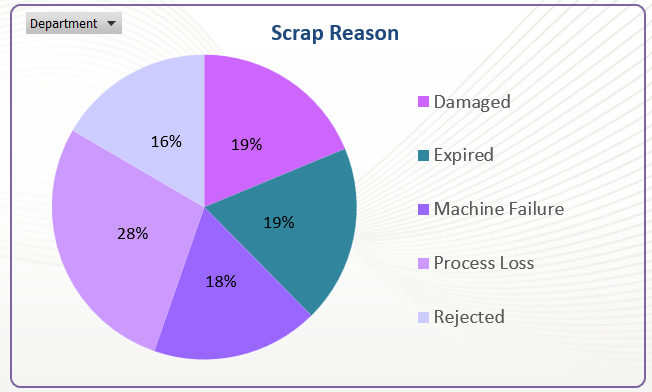 Department
Scrap Reason
19%
19%
18%
28%
16%
Damaged
Expired
Machine Failure
Process Loss
Rejected